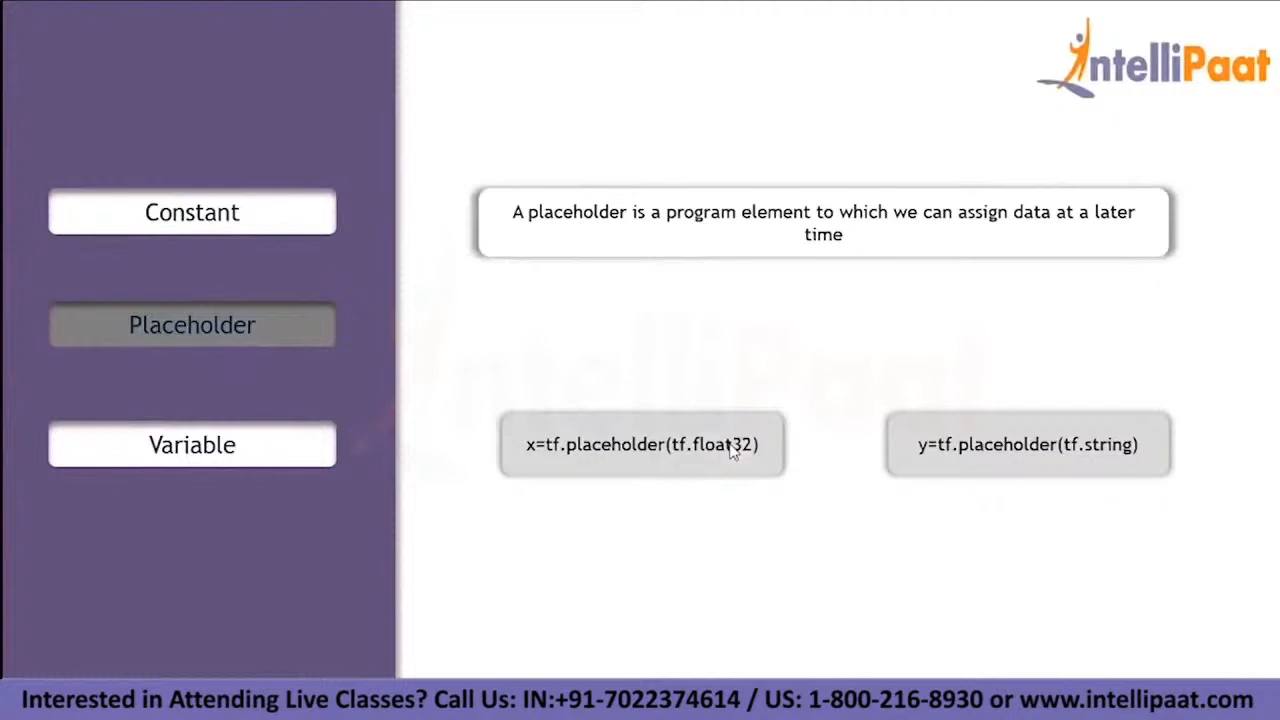 IntelliPaat
Constant
A placeholder is a program element to which we can assign data at a later
time
Placeholder
IntelliPaat
Variable
x=tf.placeholder(tf.float32)
y=tf.placeholder(tf.string)
Interested in Attending Live Classes? Call Us: IN:+91-7022374614 / US: 1-800-216-8930 or www.intellipaat.com